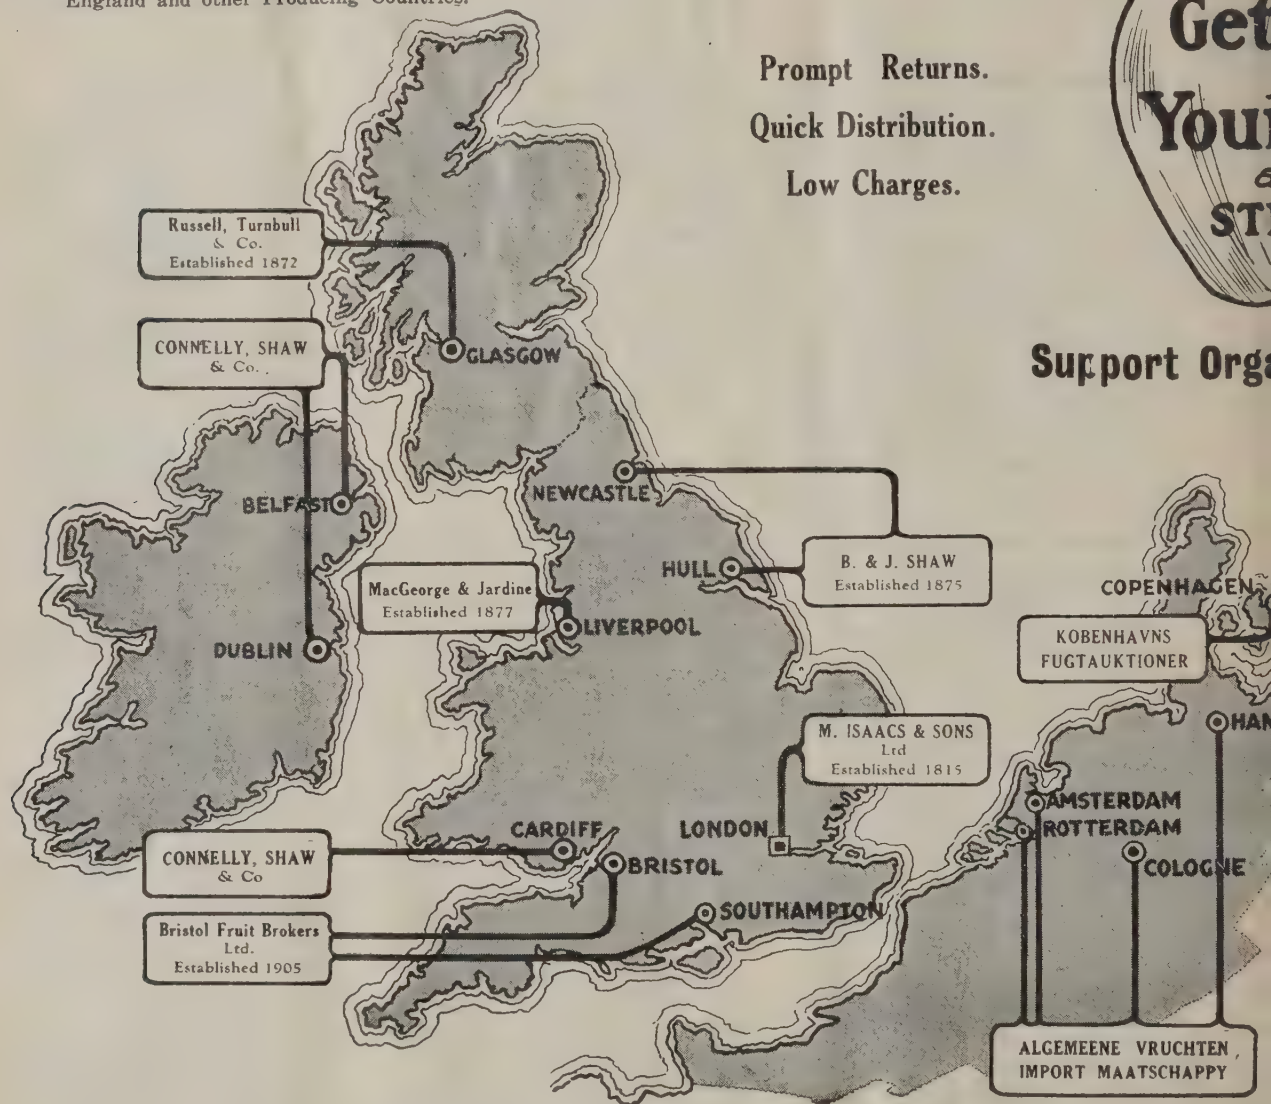 England and other Producing Countries.
Prompt Returns.
Quick Distribution.
Low Charges.
Get
Your
Support Orga
Russell, Turnbull
& Co.
Established 1872
CONNELLY, SHAW
& Co.
GLASGOW
BELFAST
DUBLIN
NEWCASTLE
HULL
B. & J. SHAW
Established 1875
MacGeorge & Jardine
Established 1877
LIVERPOOL
COPENHAGEN
KOBENHAVNS
FUGTAUKTIONER
HAN
M. ISAACS & SONS
Ltd
Established 1815
AMSTERDAM
ROTTERDAM
COLOGNE
CARDIFF
LONDON
BRISTOL
SOUTHAMPTON
CONNELLY, SHAW
& Co
Bristol Fruit Brokers
Ltd.
Established 1905
ALGEMEENE VRUCHTEN
IMPORT MAATSCHAPPY